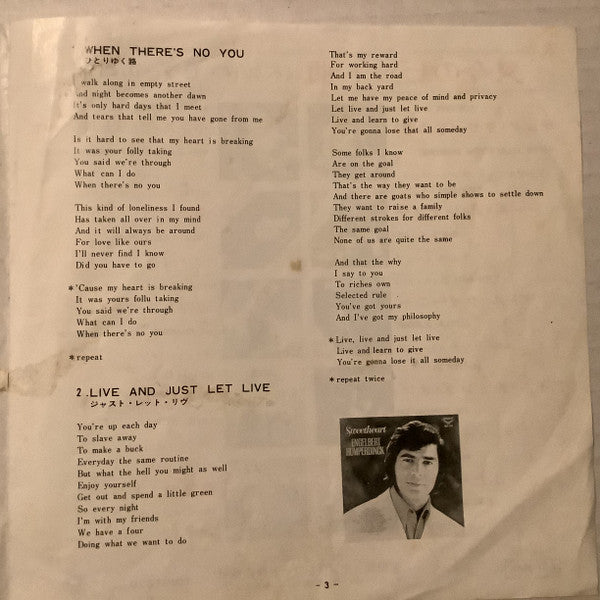 WHEN THERE'S NO YOU
ひとりゆく路
walk along in empty street
And night becomes another dawn
It's only hard days that I meet
And tears that tell me you have gone from me
Is it hard to see that my heart is breaking
It was your folly taking
You said we're through
What can I do
When there's no you
This kind of loneliness I found
Has taken all over in my mind
And it will always be around
For love like ours
I'll never find I know
Did you have to go
*'Cause my heart is breaking
It was yours follu taking
You said we're through
What can I do
When there's no you
*repeat
2.LIVE AND JUST LET LIVE
ジャスト・レット・リヴ
You're up each day
To slave away
To make a buck
Everyday the same routine
But what the hell you might as well
Enjoy yourself
Get out and spend a little green
So every night
I'm with my friends
We have a four
Doing what we want to do
That's my reward
For working hard
And I am the road
In my back yard
Let me have my peace of mind and privacy
Let live and just let live
Live and learn to give
You're gonna lose that all someday
Some folks I know
Are on the goal
They get around
That's the way they want to be
And there are goats who simple shows to settle down
They want to raise a family
Different strokes for different folks
The same goal
None of us are quite the same
And that the why
I say to you
To riches own
Selected rule
You've got yours
And I've got my philosophy
*Live, live and just let live
Live and learn to give
You're gonna lose it all someday
*repeat twice
Sweetheart
ENGELBERT
HUMPERDINCK
- 3 -